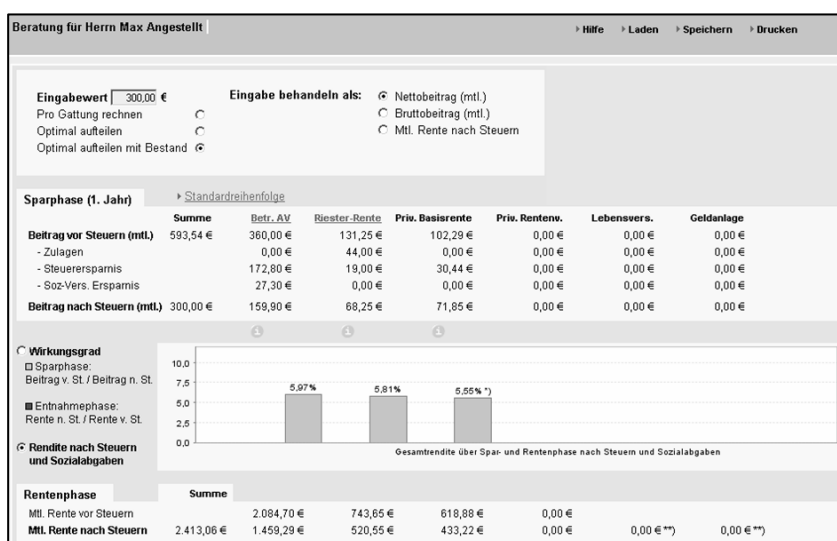 Beratung für Herrn Max Angestellt Hilfe Laden Speichern Drucken
Eingabewert 300,00 € Eingabe behandeln als: Nettobeitrag (mtl.)
Pro Gattung rechnen Bruttobeitrag (mtl.)
Optimal aufteilen Mtl. Rente nach Steuern
Optimal aufteilen mit Bestand
Sparphase (1. Jahr) Standardreihenfolge
Summe Betr. AV Riester-Rente Priv. Basisrente Priv. Rentenv. Lebensvers. Geldanlage
Beitrag vor Steuern (mtl.) 593,54 € 360,00 € 131,25 € 102,29 € 0,00 € 0,00 € 0,00 €
- Zulagen 0,00 € 44,00 € 0,00 € 0,00 € 0,00 € 0,00 €
- Steuerersparnis 172,80 € 19,00 € 30,44 € 0,00 € 0,00 € 0,00 €
- Soz-Vers. Ersparnis 27,30 € 0,00 € 0,00 € 0,00 € 0,00 € 0,00 €
Beitrag nach Steuern (mtl.) 300,00 € 159,90 € 68,25 € 71,85 € 0,00 € 0,00 € 0,00 €
Wirkungsgrad
Sparphase:
Beitrag v. St. / Beitrag n. St.
Entnahmephase:
Rente n. St. / Rente v. St.
Rendite nach Steuern
und Sozialabgaben
10,0
7,5
5,0
2,5
0,0
5,97% 5,81% 5,55% *)
Gesamtrendite über Spar- und Rentenphase nach Steuern und Sozialabgaben
Rentenphase Summe
Mtl. Rente vor Steuern 2.084,70 € 743,65 € 618,88 € 0,00 €
Mtl. Rente nach Steuern 2.413,06 € 1.459,29 € 520,55 € 433,22 € 0,00 € 0,00 € **) 0,00 € **)